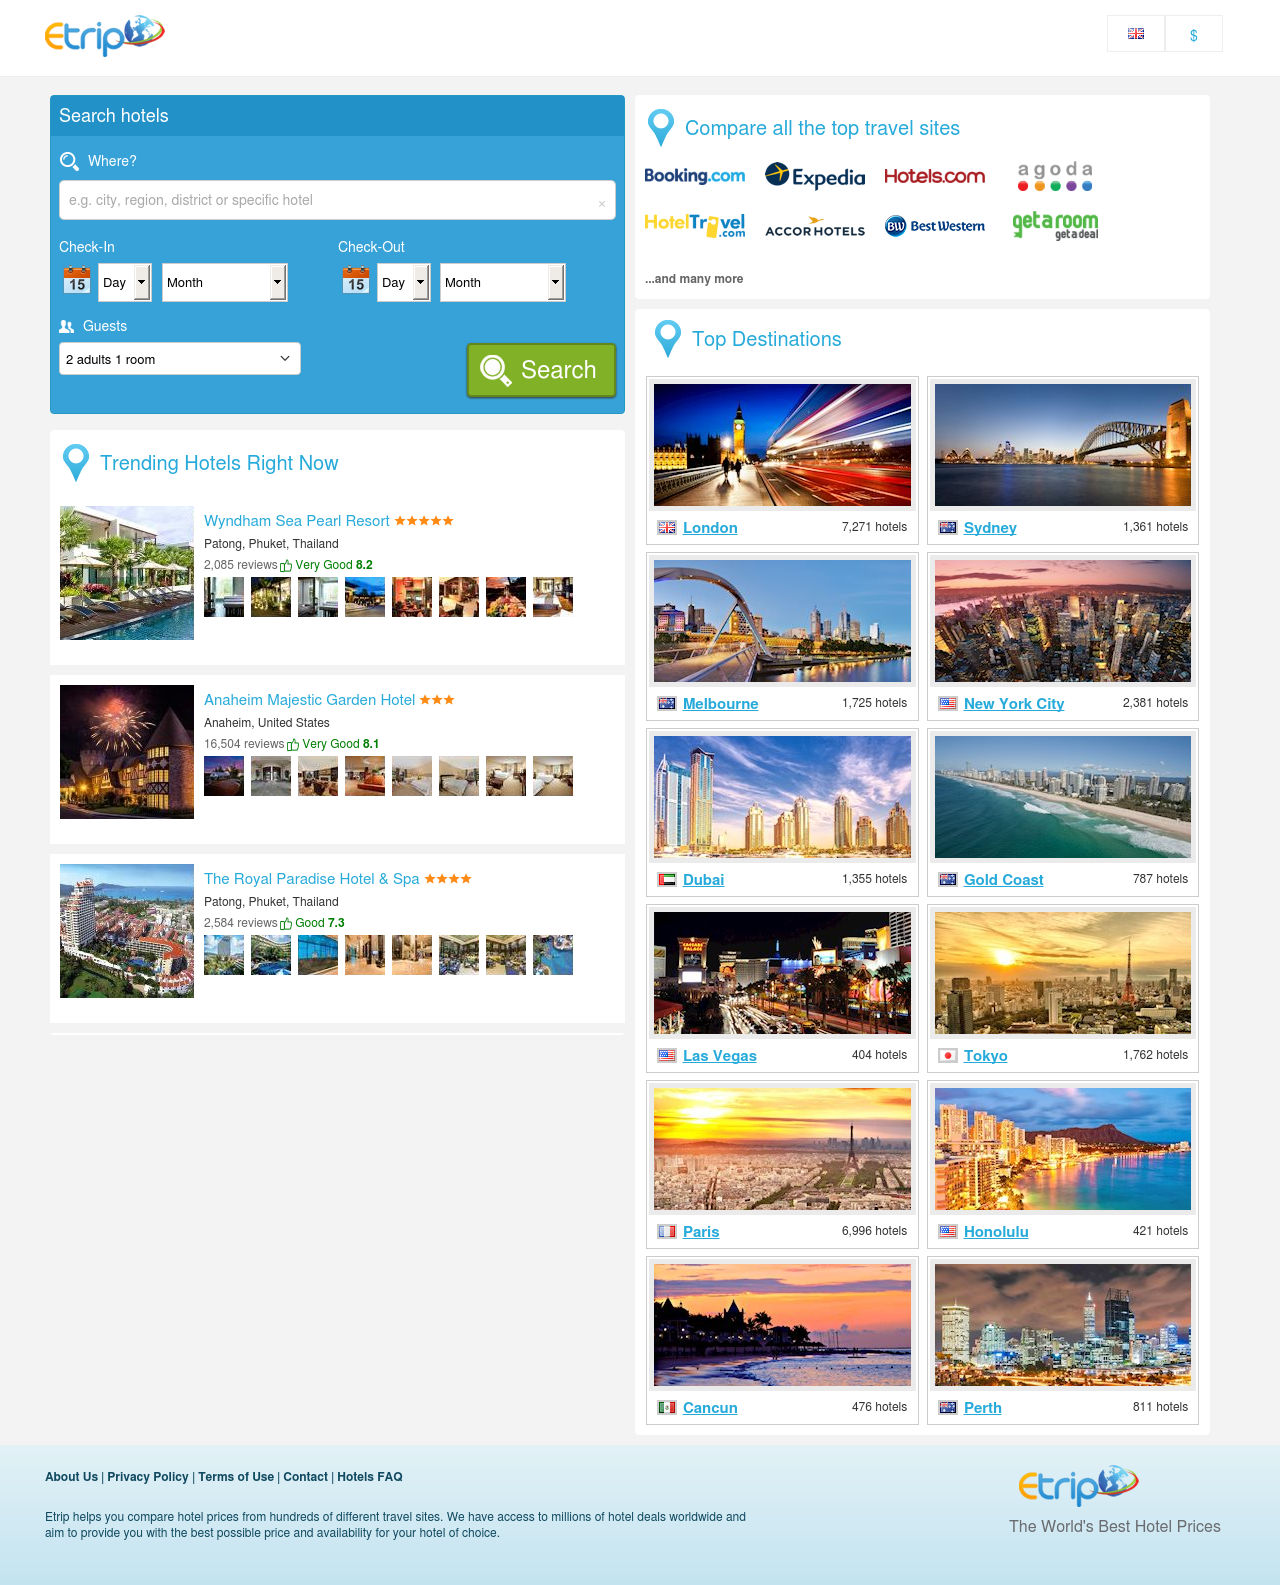 Etrip
$
Search hotels
Where?
e.g. city, region, district or specific hotel ×
Check-In
Check-Out
15 Day Month
15 Day Month
Guests
2 adults 1 room
Search
Trending Hotels Right Now
Wyndham Sea Pearl Resort
Patong, Phuket, Thailand
2,085 reviews Very Good 8.2
Anaheim Majestic Garden Hotel
Anaheim, United States
16,504 reviews Very Good 8.1
The Royal Paradise Hotel & Spa
Patong, Phuket, Thailand
2,584 reviews Good 7.3
Compare all the top travel sites
Booking.com Expedia Hotels.com agoda
HotelTravel.com ACCOR HOTELS BW Best Western getaroom getadeal
...and many more
Top Destinations
London 7,271 hotels
Sydney 1,361 hotels
Melbourne 1,725 hotels
New York City 2,381 hotels
Dubai 1,355 hotels
Gold Coast 787 hotels
CAESARS PALACE
Las Vegas 404 hotels
Tokyo 1,762 hotels
Paris 6,996 hotels
Honolulu 421 hotels
Cancun 476 hotels
Perth 811 hotels
About Us | Privacy Policy | Terms of Use | Contact | Hotels FAQ
Etrip helps you compare hotel prices from hundreds of different travel sites. We have access to millions of hotel deals worldwide and
aim to provide you with the best possible price and availability for your hotel of choice.
Etrip
The World's Best Hotel Prices